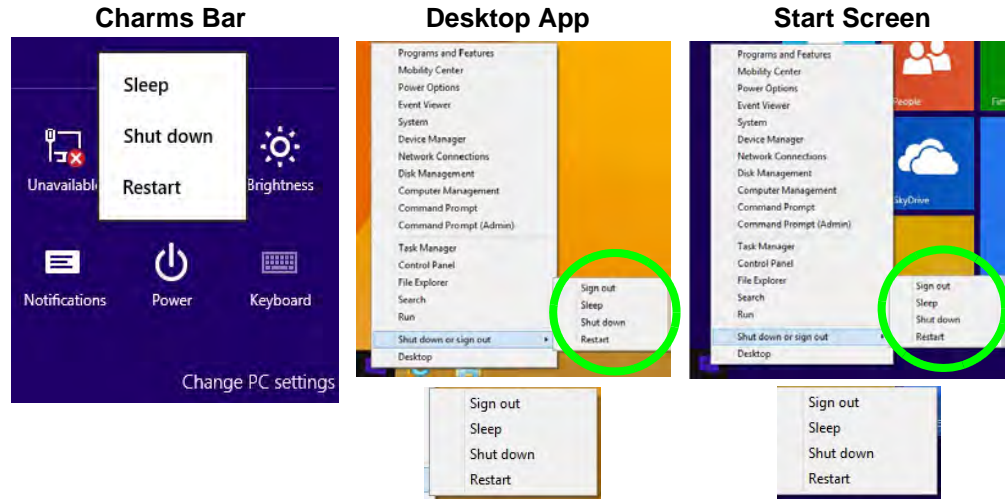 Charms Bar
Sleep
Shut down
Restart
Unavailabl
Brightness
Notifications
Power
Keyboard
Change PC settings
Desktop App
Programs and Features
Mobility Center
Power Options
Event Viewer
System
Device Manager
Network Connections
Disk Management
Computer Management
Command Prompt
Command Prompt (Admin)
Task Manager
Control Panel
File Explorer
Search
Run
Shut down or sign out
Desktop
Sign out
Sleep
Shut down
Restart
Sign out
Sleep
Shut down
Restart
Start Screen
Programs and Features
Mobility Center
Power Options
Event Viewer
System
Device Manager
Network Connections
Disk Management
Computer Management
Command Prompt
Command Prompt (Admin)
Task Manager
Control Panel
File Explorer
Search
Run
Shut down or sign out
Desktop
People
SkyDrive
Sign out
Sleep
Shut down
Restart
Sign out
Sleep
Shut down
Restart